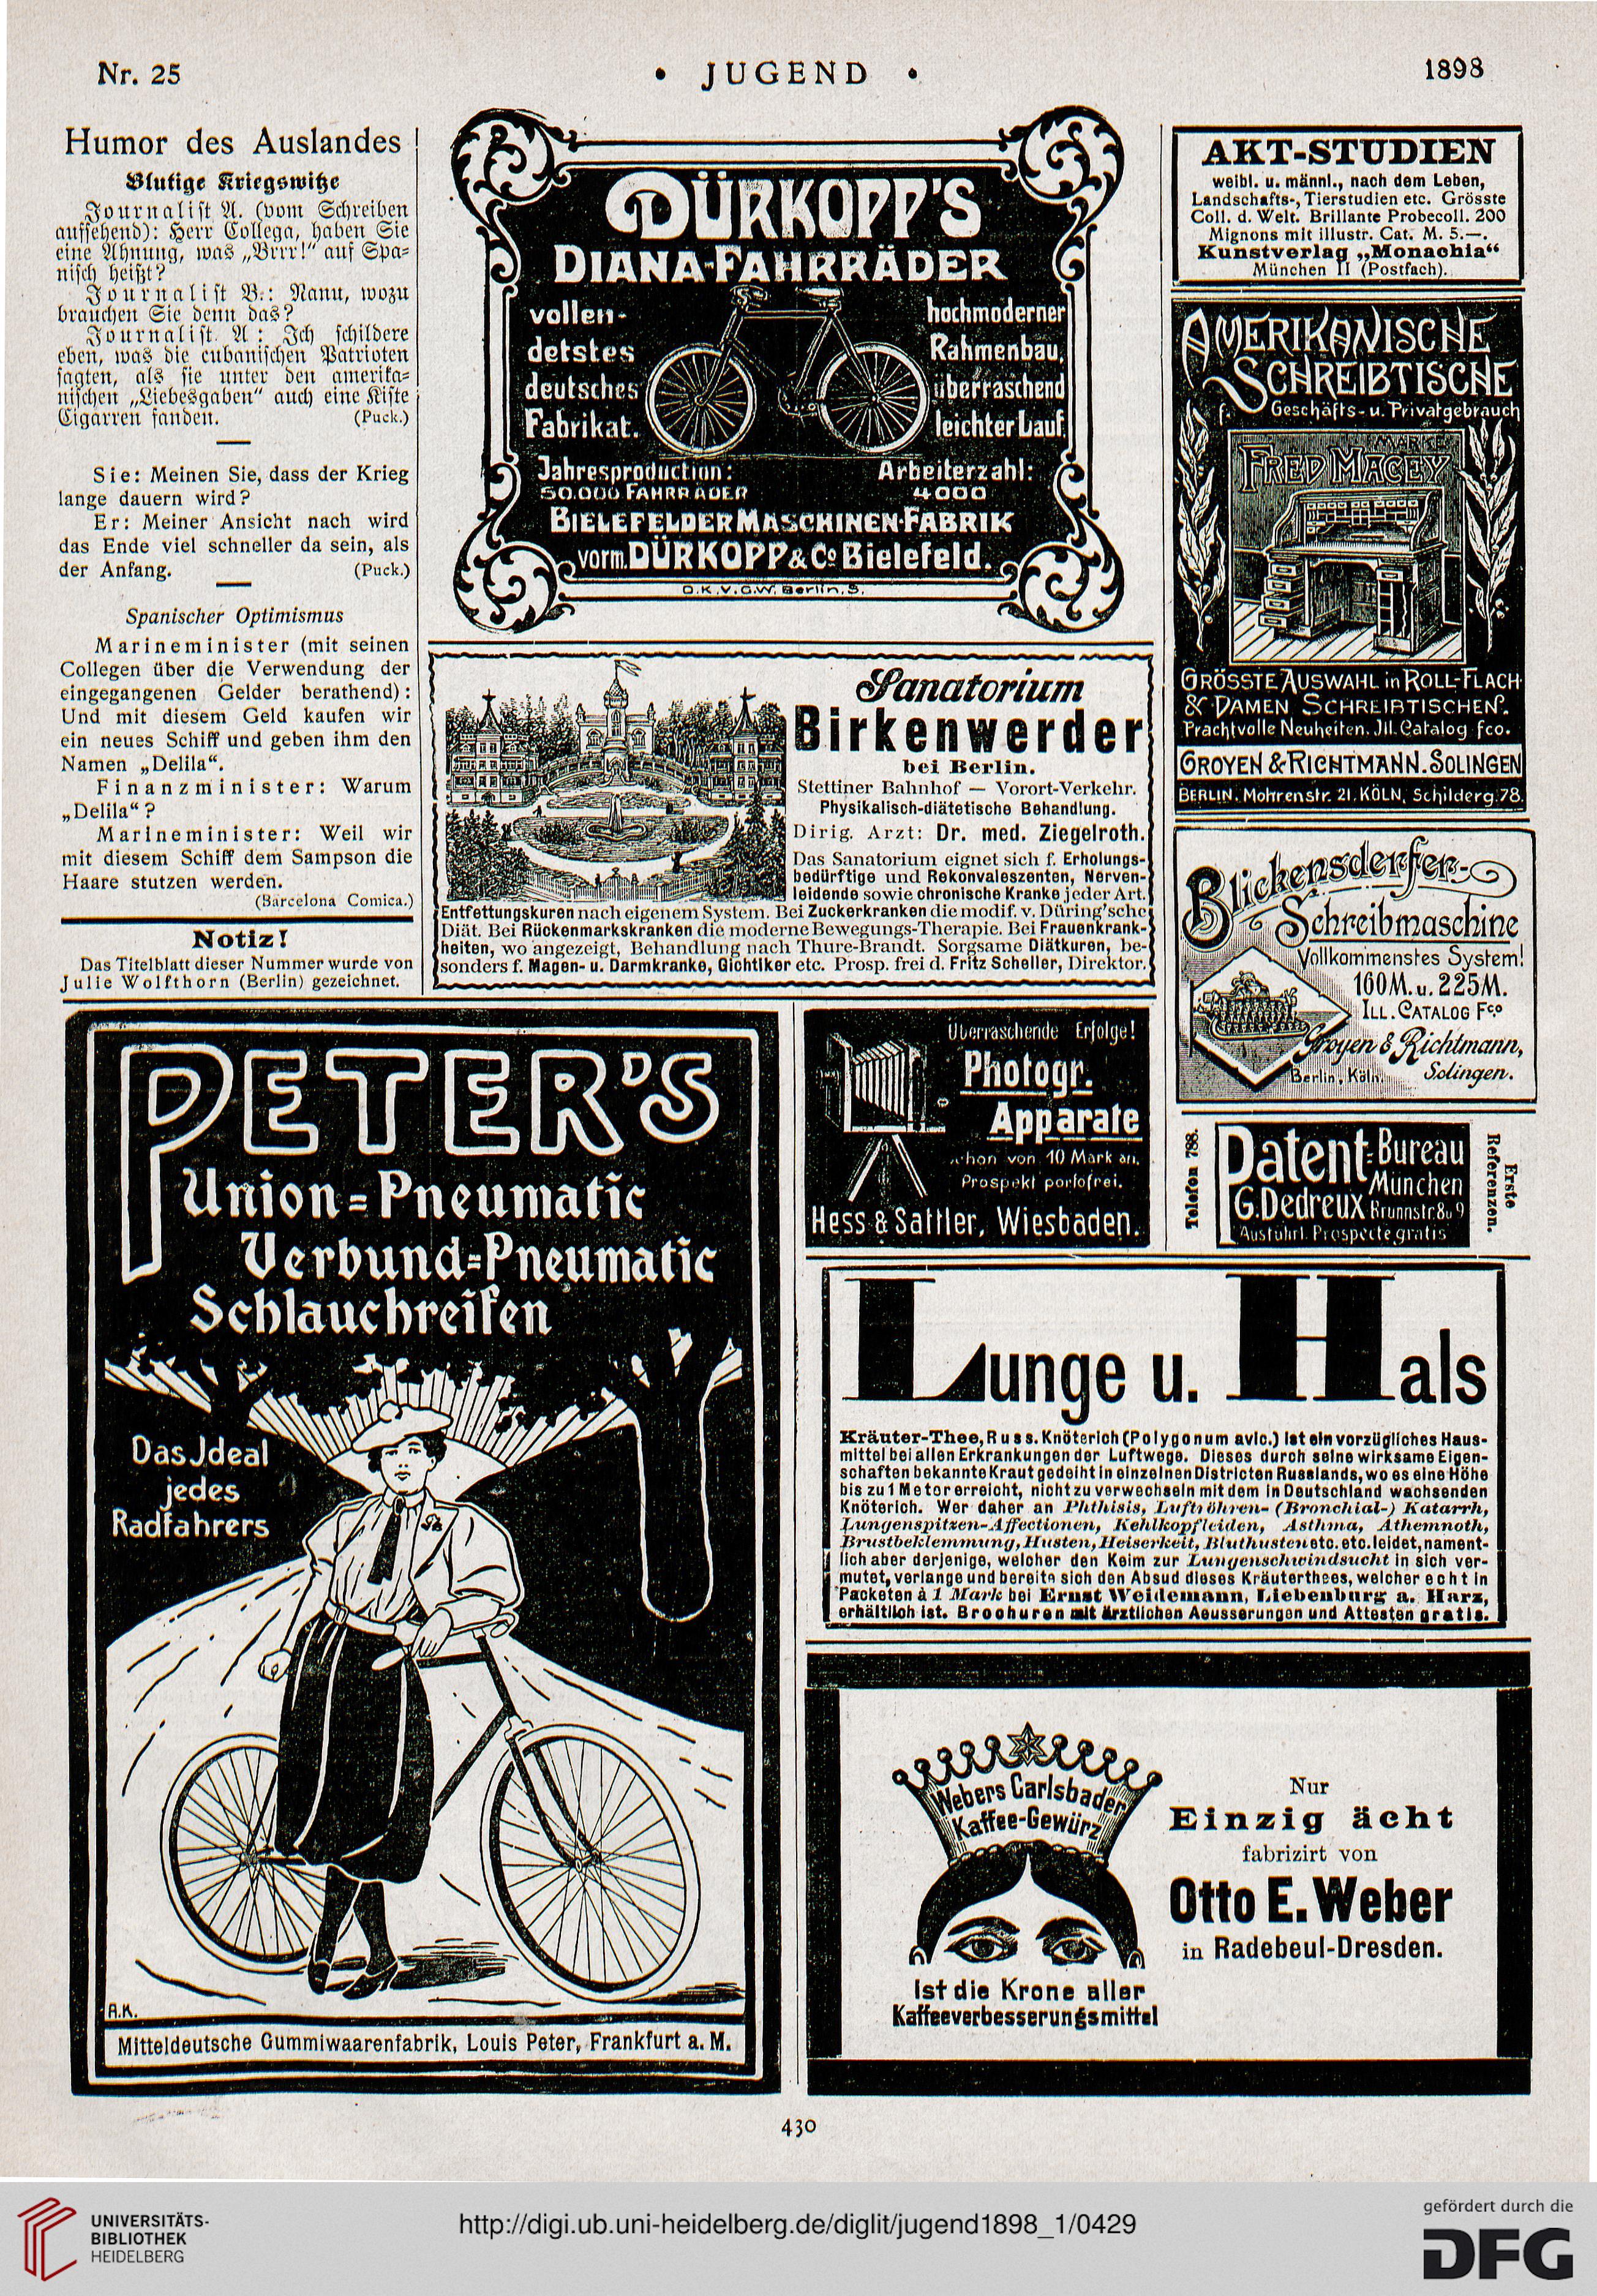 Nr. 25
• JUGEND •
1898
Humor des Auslandes
Blutige Kriegswitze
Journalist A. (vom Schreiben
aufsehend): Herr Collega, haben Sie
eine Ahnung, was „Brrr!“ auf Spa-
nisch heißt?
Journalist B.: Nanu, wozu
brauchen Sie denn das?
Journalist A: Ich schildere
eben, was die cubanischen Patrioten
sagten, als sie unter den amerika-
nischen „Liebesgaben“ auch eine Kiste
Cigarren fanden. (Puck.)
Sie: Meinen Sie, dass der Krieg
lange dauern wird?
Er: Meiner Ansicht nach wird
das Ende viel schneller da sein, als
der Anfang. (Puck.)
Spanischer Optimismus
Marineminister (mit seinen
Collegen über die Verwendung der
eingegangenen Gelder berathend):
Und mit diesem Geld kaufen wir
ein neues Schiff und geben ihm den
Namen „Delila“.
Finanzminister: Warum
„Delila“?
Marineminister: Weil wir
mit diesem Schiff dem Sampson die
Haare stutzen werden.
(Barcelona Comica.)
Notiz!
Das Titelblatt dieser Nummer wurde von
Julie Wolfthorn (Berlin) gezeichnet.
DÜRKOPP'S
DIANA-FAHRRÄDER
vollen-
detstes
deutsches
Fabrikat.
hochmoderner
Rahmenbau,
überraschend
leichter Lauf
Jahresproduction:
50.000 FAHRRÄDER
Arbeiterzahl:
4000
BIELEFELDER MASCHINEN-FABRIK
vorm. DÜRKOPP & Co Bielefeld.
O.K.V.G.W. Berlin.S.
Sanatorium
Birkenwerder
bei Berlin.
Stettiner Bahnhof — Vorort-Verkehr.
Physikalisch-diätetische Behandlung.
Dirig. Arzt: Dr. med. Ziegelroth.
Das Sanatorium eignet sich f. Erholungs-
bedürftige und Rekonvaleszenten, Nerven-
leidende sowie chronische Kranke jeder Art.
Entfettungskuren nach eigenem System. Bei Zuckerkranken die modif. v. Düring'sche
Diät. Bei Rückenmarkskranken die moderne Bewegungs-Therapie. Bei Frauenkrank-
heiten, wo angezeigt, Behandlung nach Thure-Brandt. Sorgsame Diätkuren, be-
sonders f. Magen- u. Darmkranke, Gichtiker etc. Prosp. frei d. Fritz Scheller, Direktor.
AKT-STUDIEN
weibl. u. männl., nach dem Leben,
Landschafts-, Tierstudien etc. Grösste
Coll. d. Welt. Brillante Probecoll. 200
Mignons mit illustr. Cat. M. 5.—.
Kunstverlag „Monachia“
München II (Postfach).
AMERIKANISCHE
SCHREIBTISCHE
f. Geschäfts- u. Privatgebrauch
MARKE
FRED MACEY
GRÖSSTE AUSWAHL in ROLL-FLACH
& DAMEN SCHREIBTISCHEN.
Prachtvolle Neuheiten. Jll. Catalog fco.
GROYEN & RICHTMANN. SOLINGEN
BERLIN. Mohrenstr. 21. KÖLN, Schilderg. 78.
Blickensderfer-
Schreibmaschine
Vollkommenstes System!
160M. u. 225M.
ILL. CATALOG Fco
Groyen & Richtmann,
Berlin, Köln. Solingen.
Telefon 788.
Patent-Bureau
München
G. Dedreux Brunnstr. 8u9
Ausführl. Prospecte gratis
Erste
Referenzen.
PETER'S
Union-Pneumatic
Verbund-Pneumatic
Schlauchreifen
Das Jdeal
jedes
Radfahrers
A.K.
Mitteldeutsche Gummiwaarenfabrik, Louis Peter, Frankfurt a. M.
Überraschende Erfolge!
Photogr.
Apparate
schon von 10 Mark an.
Prospekt portofrei.
Hess & Sattler, Wiesbaden.
Lunge u. Hals
Kräuter-Thee, Russ. Knöterich (Polygonum avic.) ist ein vorzügliches Haus-
mittel bei allen Erkrankungen der Luftwege. Dieses durch seine wirksame Eigen-
schaften bekannte Kraut gedeiht in einzelnen Districten Russlands, wo es eine Höhe
bis zu 1 Meter erreicht, nicht zu verwechseln mit dem in Deutschland wachsenden
Knöterich. Wer daher an Phthisis, Luftröhren- (Bronchial-) Katarrh,
Lungenspitzen-Affectionen, Kehlkopfleiden, Asthma, Athemnoth,
Brustbeklemmung, Husten, Heiserkeit, Bluthusten etc. etc. leidet, nament-
lich aber derjenige, welcher den Keim zur Lungenschwindsucht in sich ver-
mutet, verlange und bereite sich den Absud dieses Kräuterthees, welcher echt in
Packeten à 1 Mark bei Ernst Weidemann, Liebenburg a. Harz,
erhältlich ist. Brochuren mit ärztlichen Aeusserungen und Attesten gratis.
Webers Carlsbader
Kaffee-Gewürz
Ist die Krone aller
Kaffeeverbesserungsmittel
Nur
Einzig ächt
fabrizirt von
Otto E. Weber
in Radebeul-Dresden.
430
UNIVERSITÄTS-
BIBLIOTHEK
HEIDELBERG
http://digi.ub.uni-heidelberg.de/diglit/jugend1898_1/0429
gefördert durch die
DFG